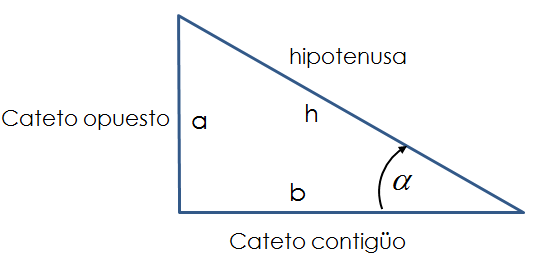 hipotenusa
Cateto opuesto
a
h
α
b
Cateto contigüo